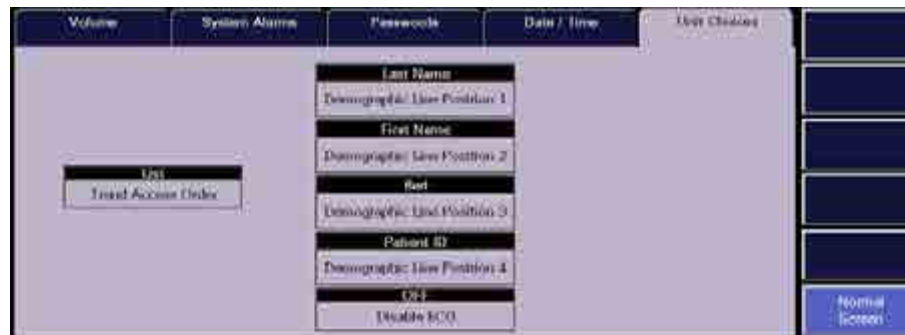 Volume System Alarms Passwords Date / Time User Choices
Last Name
Demographic Line Position 1
First Name
Demographic Line Position 2
List
Trend Access Order
Bed
Demographic Line Position 3
Patient ID
Demographic Line Position 4
OFF
Disable ECG
Normal
Screen